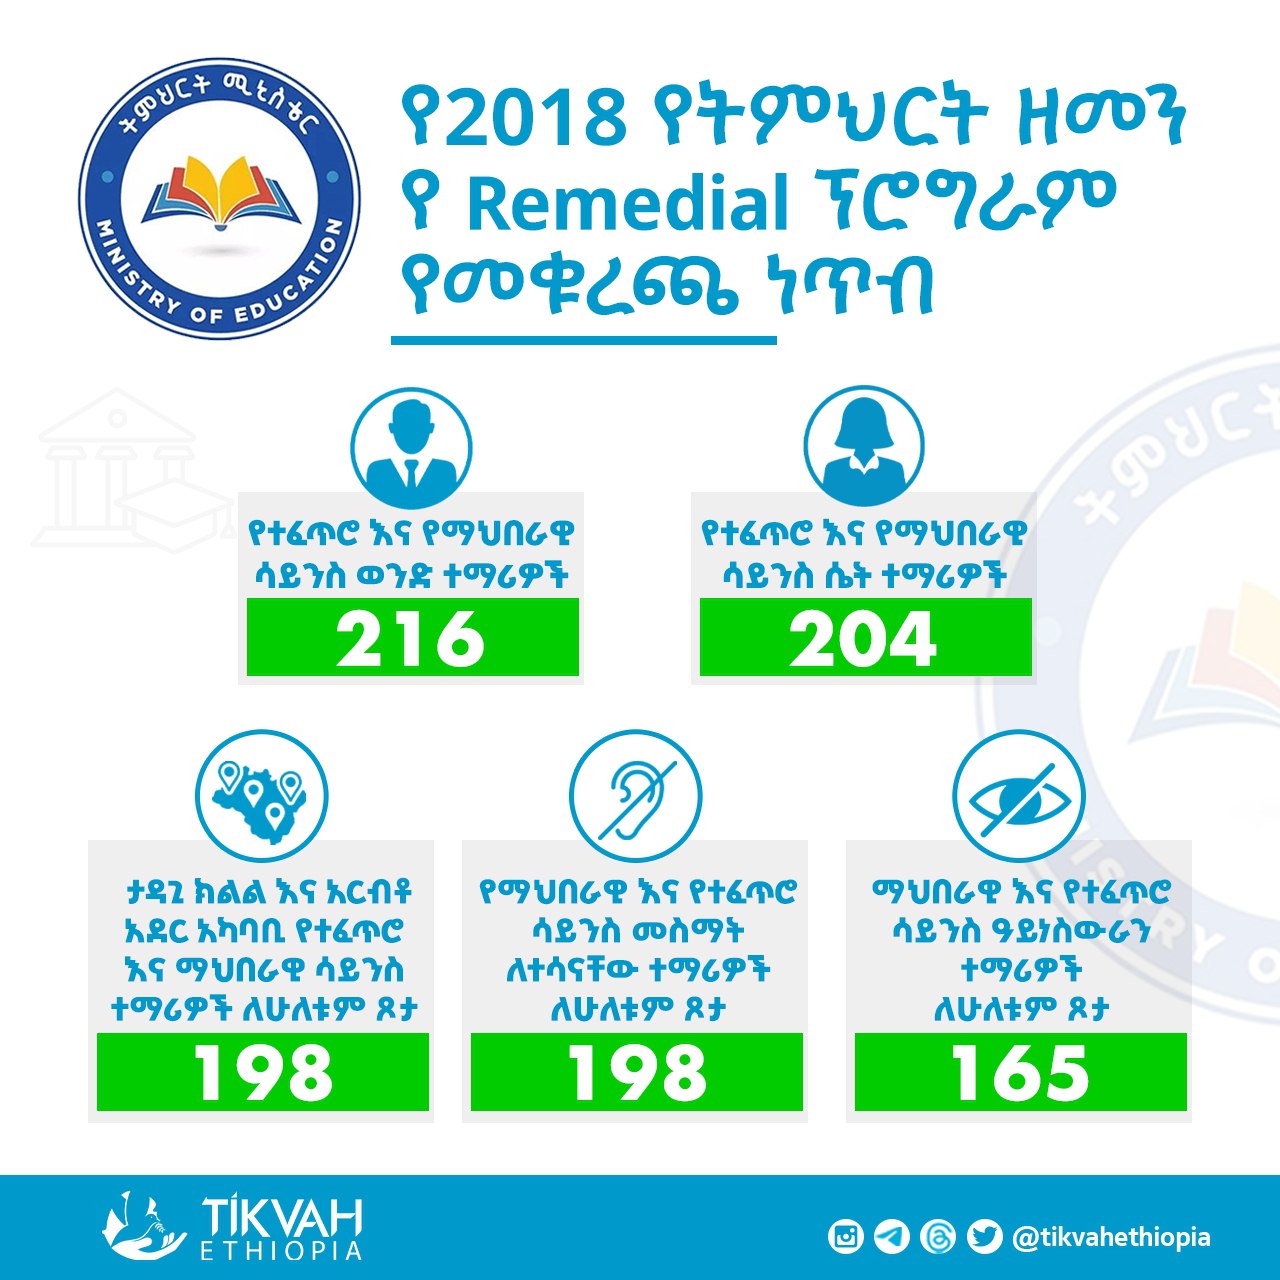 ትምህርት ሚኒስቴር
MINISTRY OF EDUCATION
የ2018 የትምህርት ዘመን
የ Remedial ፕሮግራም
የመቁረጫ ነጥብ
የተፈጥሮ እና የማህበራዊ
ሳይንስ ወንድ ተማሪዎች
216
የተፈጥሮ እና የማህበራዊ
ሳይንስ ሴት ተማሪዎች
204
ታዳጊ ክልል እና አርብቶ
አደር አካባቢ የተፈጥሮ
እና ማህበራዊ ሳይንስ
ተማሪዎች ለሁለቱም ጾታ
198
የማህበራዊ እና የተፈጥሮ
ሳይንስ መስማት
ለተሳናቸው ተማሪዎች
ለሁለቱም ጾታ
198
ማህበራዊ እና የተፈጥሮ
ሳይንስ ዓይነስውራን
ተማሪዎች
ለሁለቱም ጾታ
165
ትምህርት
ISTRY O
TIKVAH
ETHIOPIA
@tikvahethiopia